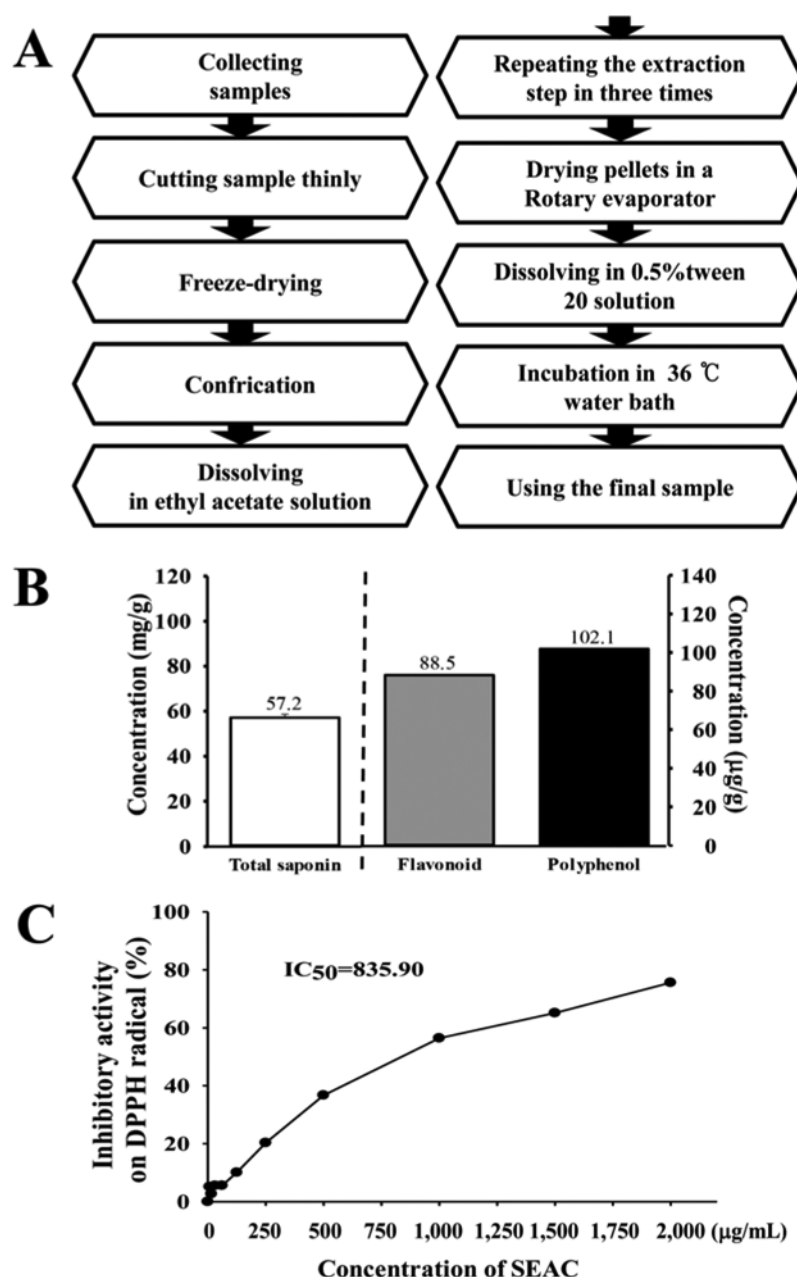 A
Collecting
samples
Cutting sample thinly
Freeze-drying
Confrication
Dissolving
in ethyl acetate solution
Repeating the extraction
step in three times
Drying pellets in a
Rotary evaporator
Dissolving in 0.5%tween
20 solution
Incubation in 36 ℃
water bath
Using the final sample
B
Concentration (mg/g)
120
100
80
60
40
20
0
57.2
88.5
102.1
Total saponin
Flavonoid
Polyphenol
140
120
100
80
60
40
20
0
Concentration (μg/g)
C
Inhibitory activity
on DPPH radical (%)
100
80
60
40
20
0
IC50=835.90
0 250 500 750 1,000 1,250 1,500 1,750 2,000 (μg/mL)
Concentration of SEAC